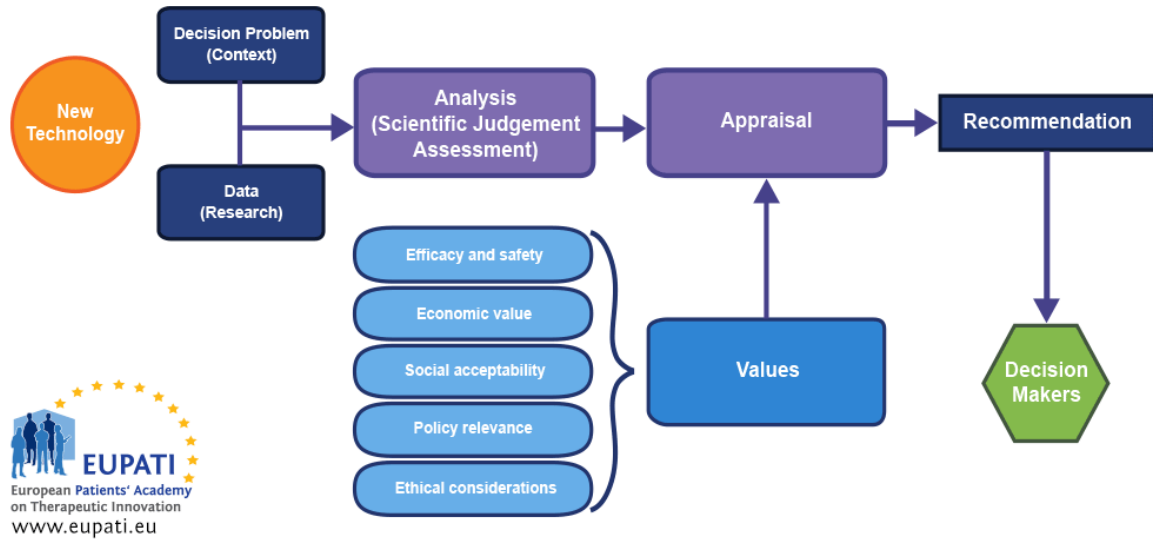 New
Technology
Decision Problem
(Context)
Data
(Research)
Analysis
(Scientific Judgement
Assessment)
Appraisal
Recommendation
Efficacy and safety
Economic value
Social acceptability
Policy relevance
Ethical considerations
Values
Decision
Makers
EUPATI
European Patients' Academy
on Therapeutic Innovation
www.eupati.eu